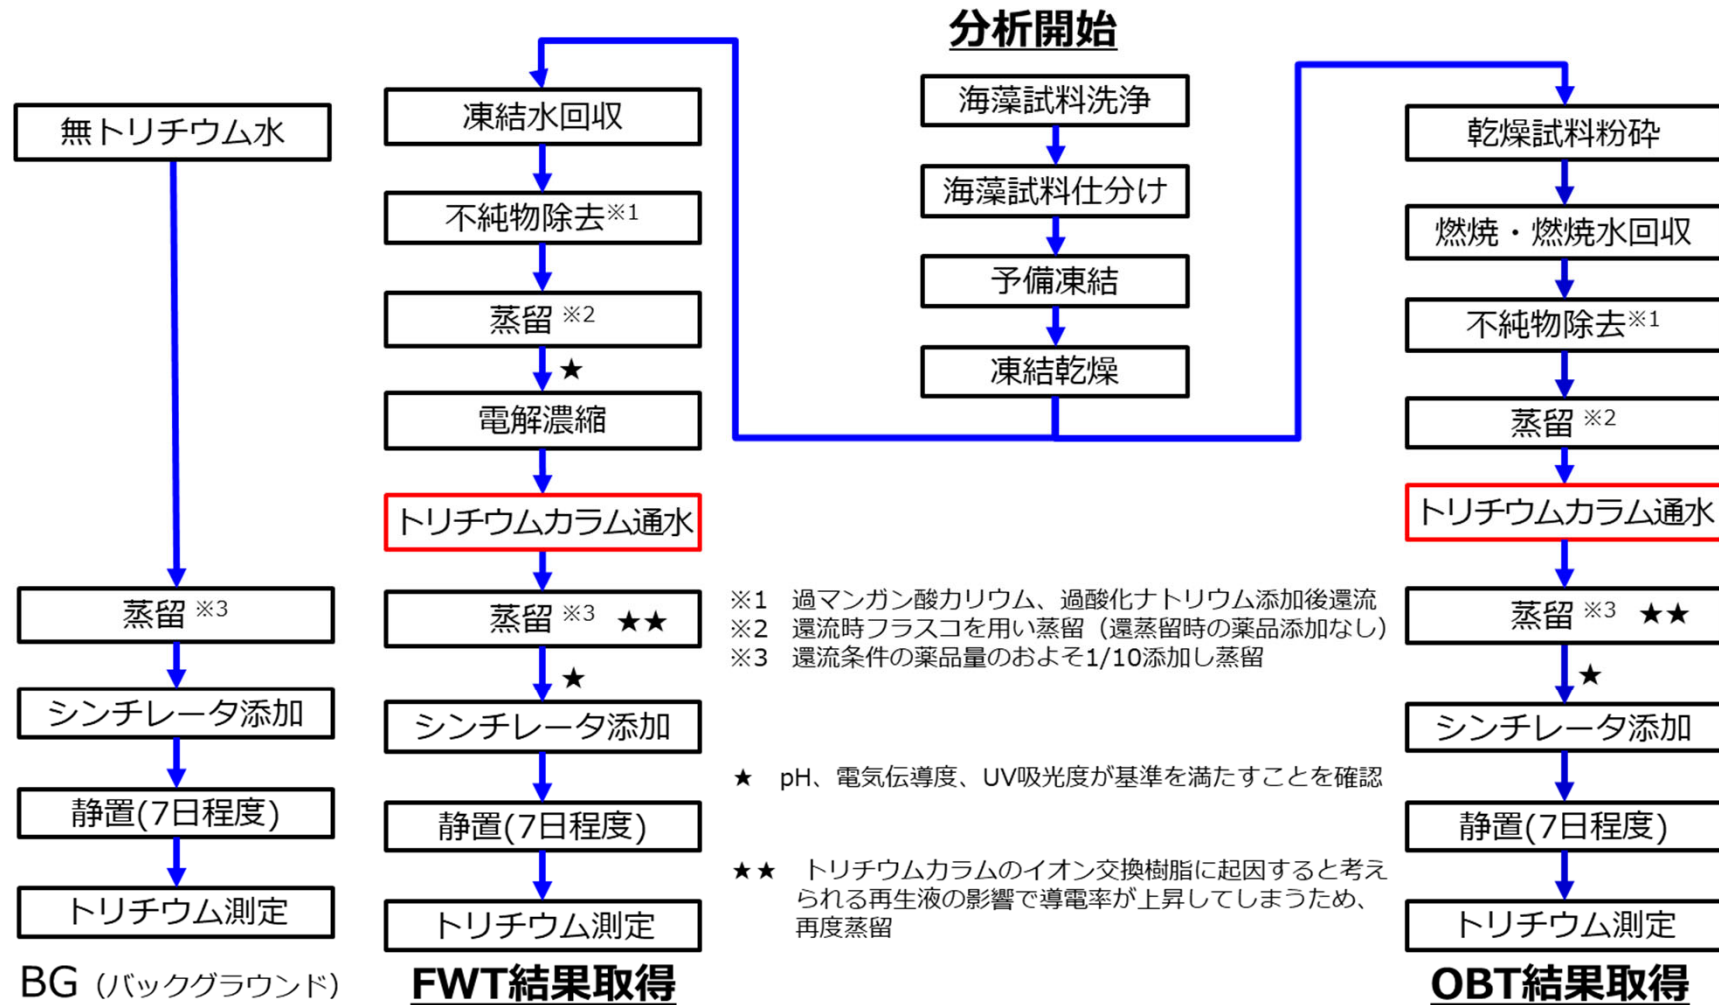 分析開始
海藻試料洗浄
海藻試料仕分け
予備凍結
凍結乾燥
無トリチウム水
蒸留 ※3
シンチレータ添加
静置(7日程度)
トリチウム測定
BG（バックグラウンド）
凍結水回収
不純物除去※1
蒸留 ※2
★
電解濃縮
トリチウムカラム通水
蒸留 ※3 ★★
★
シンチレータ添加
静置(7日程度)
トリチウム測定
FWT結果取得
※1 過マンガン酸カリウム、過酸化ナトリウム添加後還流
※2 還流時フラスコを用い蒸留（還蒸留時の薬品添加なし）
※3 還流条件の薬品量のおよそ1/10添加し蒸留
★ pH、電気伝導度、UV吸光度が基準を満たすことを確認
★★ トリチウムカラムのイオン交換樹脂に起因すると考え
られる再生液の影響で導電率が上昇してしまうため、
再度蒸留
乾燥試料粉砕
燃焼・燃焼水回収
不純物除去※1
蒸留 ※2
トリチウムカラム通水
蒸留 ※3 ★★
★
シンチレータ添加
静置(7日程度)
トリチウム測定
OBT結果取得